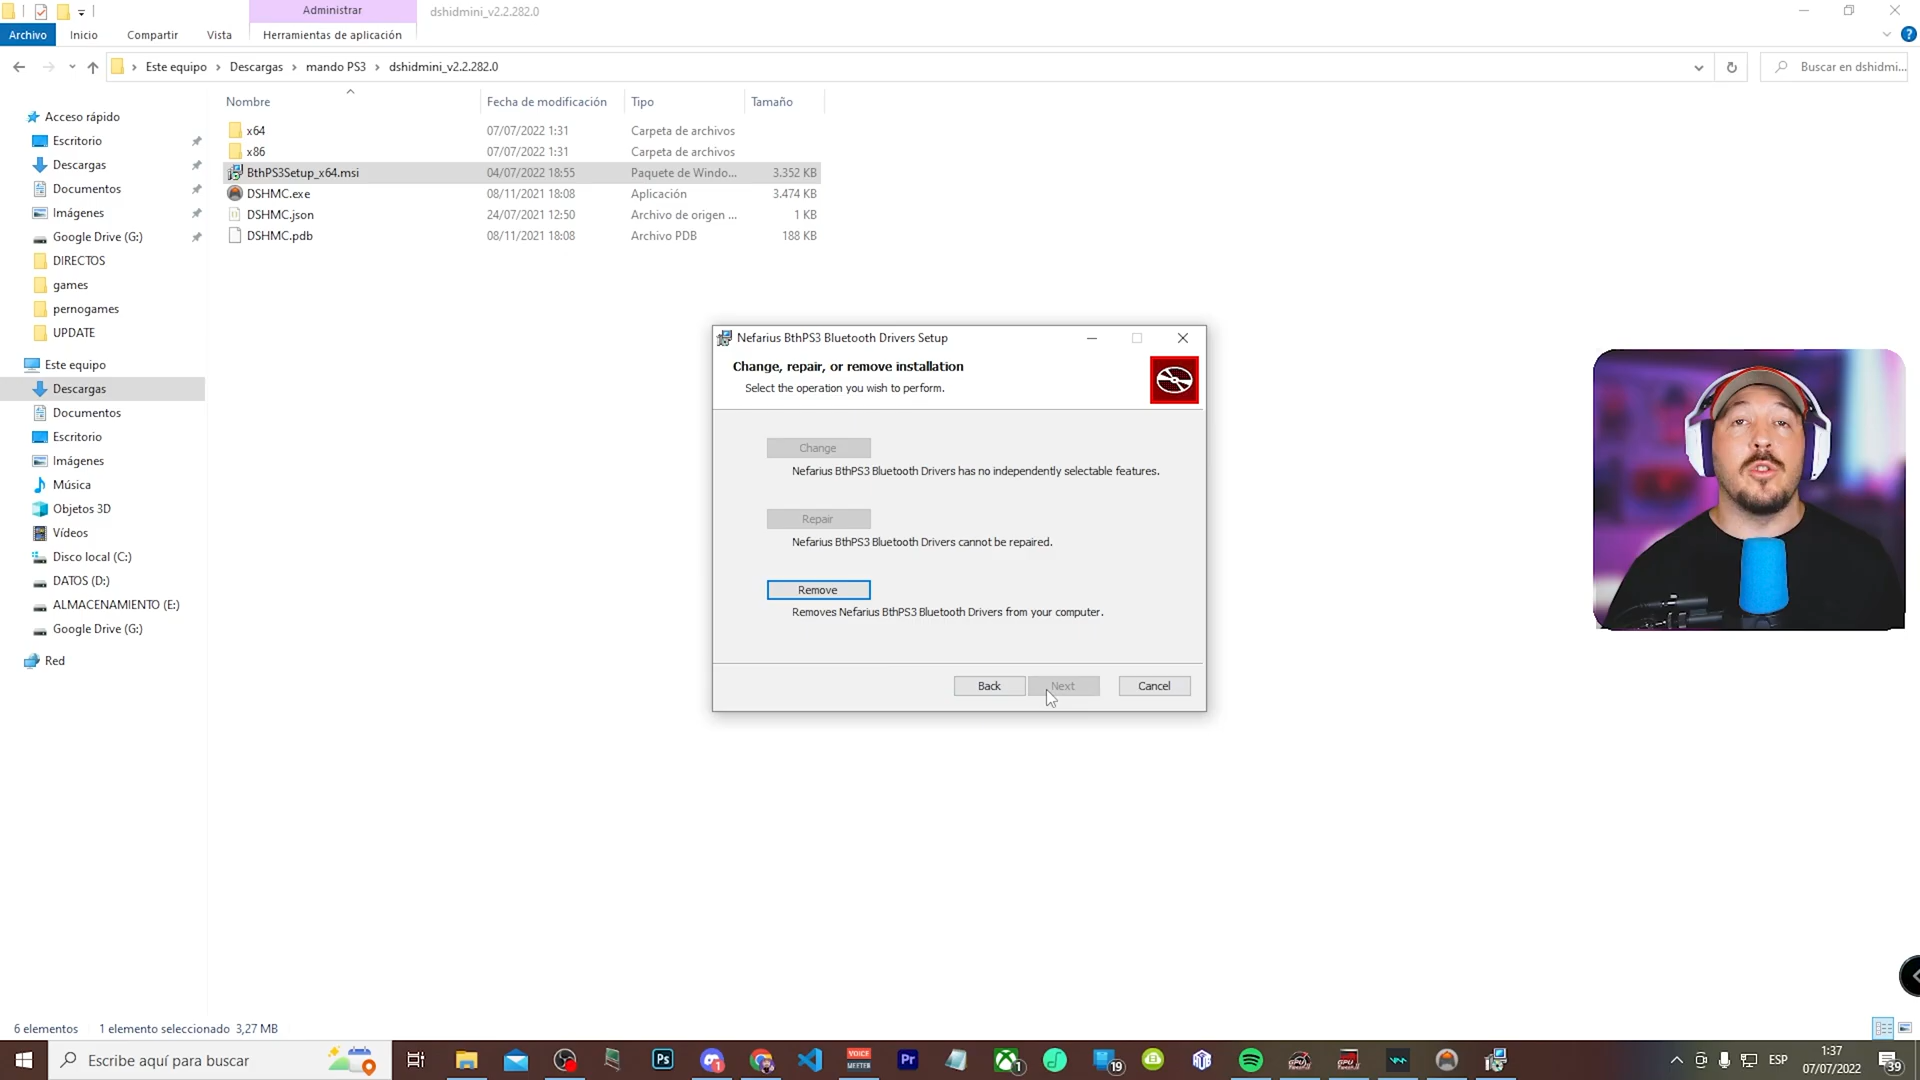 Administrar
dshidmini_v2.2.282.0
Archivo
Inicio
Compartir
Vista
Herramientas de aplicación
Este equipo
Descargas
mando PS3
dshidmini_v2.2.282.0
Buscar en dshidmi...
Nombre
Fecha de modificación
Tipo
Tamaño
x64
07/07/2022 1:31
Carpeta de archivos
x86
07/07/2022 1:31
Carpeta de archivos
BthPS3Setup_x64.msi
04/07/2022 18:55
Paquete de Windo...
3.352 KB
DSHMC.exe
08/11/2021 18:08
Aplicación
3.474 KB
DSHMC.json
24/07/2021 12:50
Archivo de origen ...
1 KB
DSHMC.pdb
08/11/2021 18:08
Archivo PDB
188 KB
Acceso rápido
Escritorio
Descargas
Documentos
Imágenes
Google Drive (G:)
DIRECTOS
games
pernogames
UPDATE
Este equipo
Descargas
Documentos
Escritorio
Imágenes
Música
Objetos 3D
Vídeos
Disco local (C:)
DATOS (D:)
ALMACENAMIENTO (E:)
Google Drive (G:)
Red
Nefarius BthPS3 Bluetooth Drivers Setup
Change, repair, or remove installation
Select the operation you wish to perform.
Change
Nefarius BthPS3 Bluetooth Drivers has no independently selectable features.
Repair
Nefarius BthPS3 Bluetooth Drivers cannot be repaired.
Remove
Removes Nefarius BthPS3 Bluetooth Drivers from your computer.
Back
Next
Cancel
6 elementos
1 elemento seleccionado 3,27 MB
Escribe aquí para buscar
Ps
1
VOICE
MEETER
Pr
1
19
ESP
1:37
07/07/2022
39